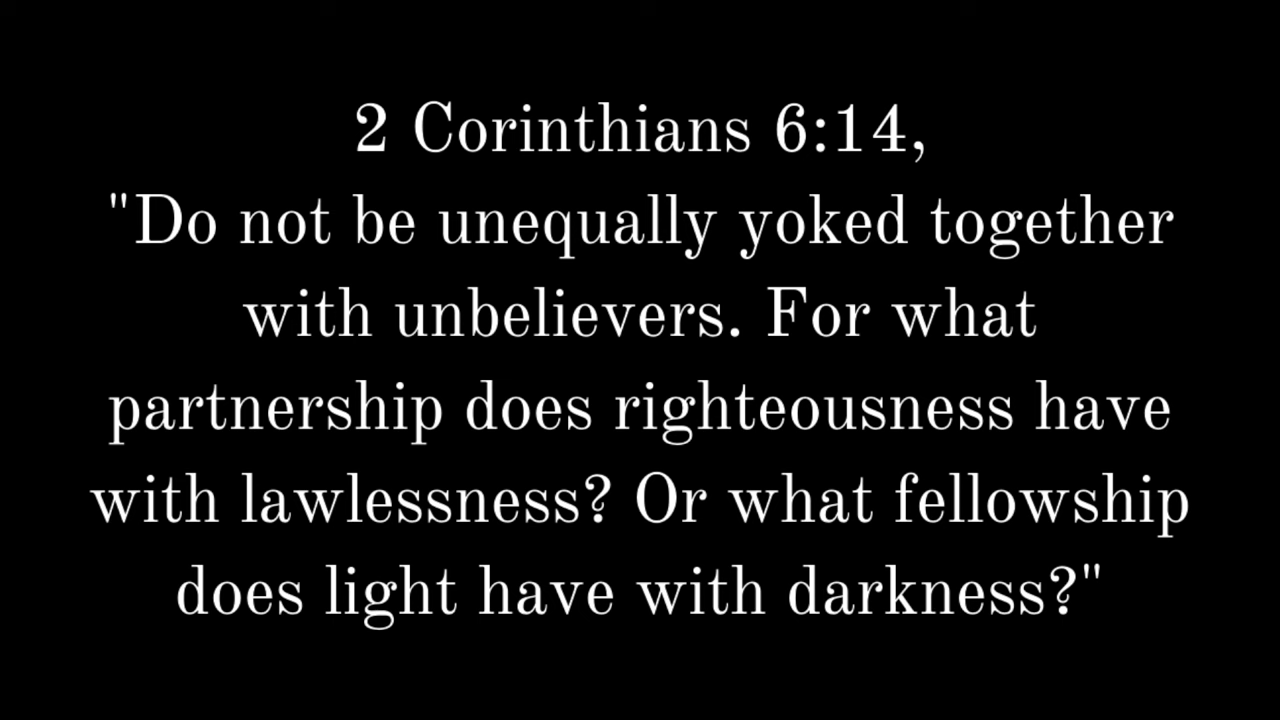 2 Corinthians 6:14,
"Do not be unequally yoked together
with unbelievers. For what
partnership does righteousness have
with lawlessness? Or what fellowship
does light have with darkness?"